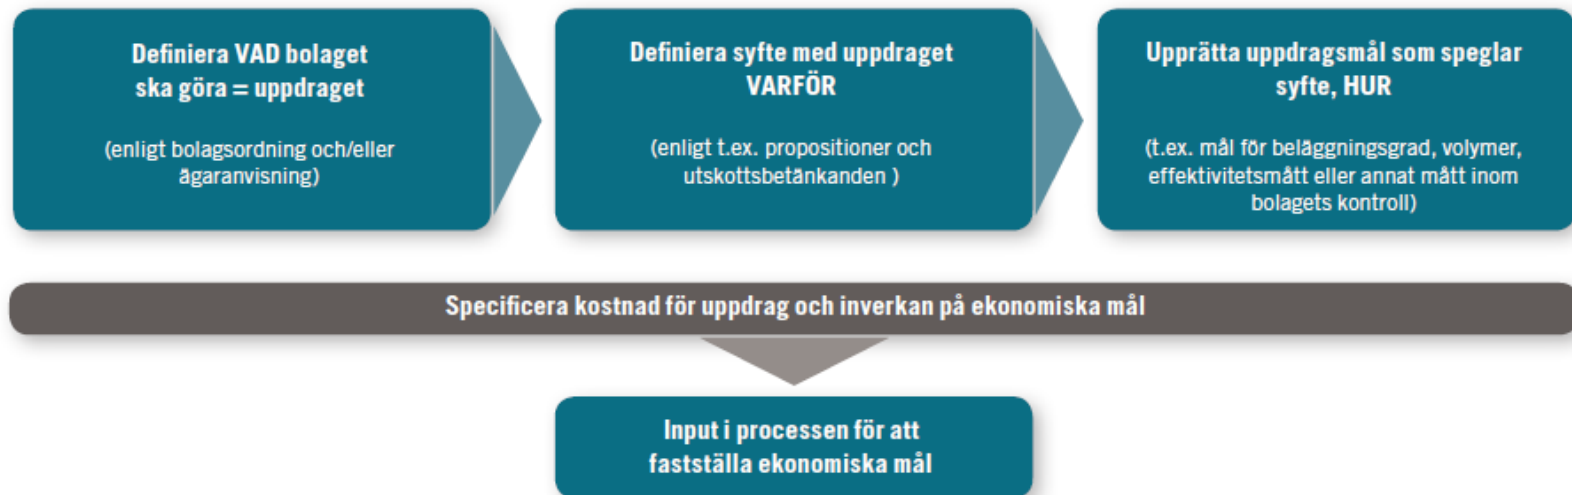 Definiera VAD bolaget
ska göra = uppdraget
(enligt bolagsordning och/eller
ägaranvisning)
Definiera syfte med uppdraget
VARFÖR
(enligt t.ex. propositioner och
utskottsbetänkanden )
Upprätta uppdragsmål som speglar
syfte, HUR
(t.ex. mål för beläggningsgrad, volymer,
effektivitetsmått eller annat mått inom
bolagets kontroll)
Specificera kostnad för uppdrag och inverkan på ekonomiska mål
Input i processen för att
fastställa ekonomiska mål